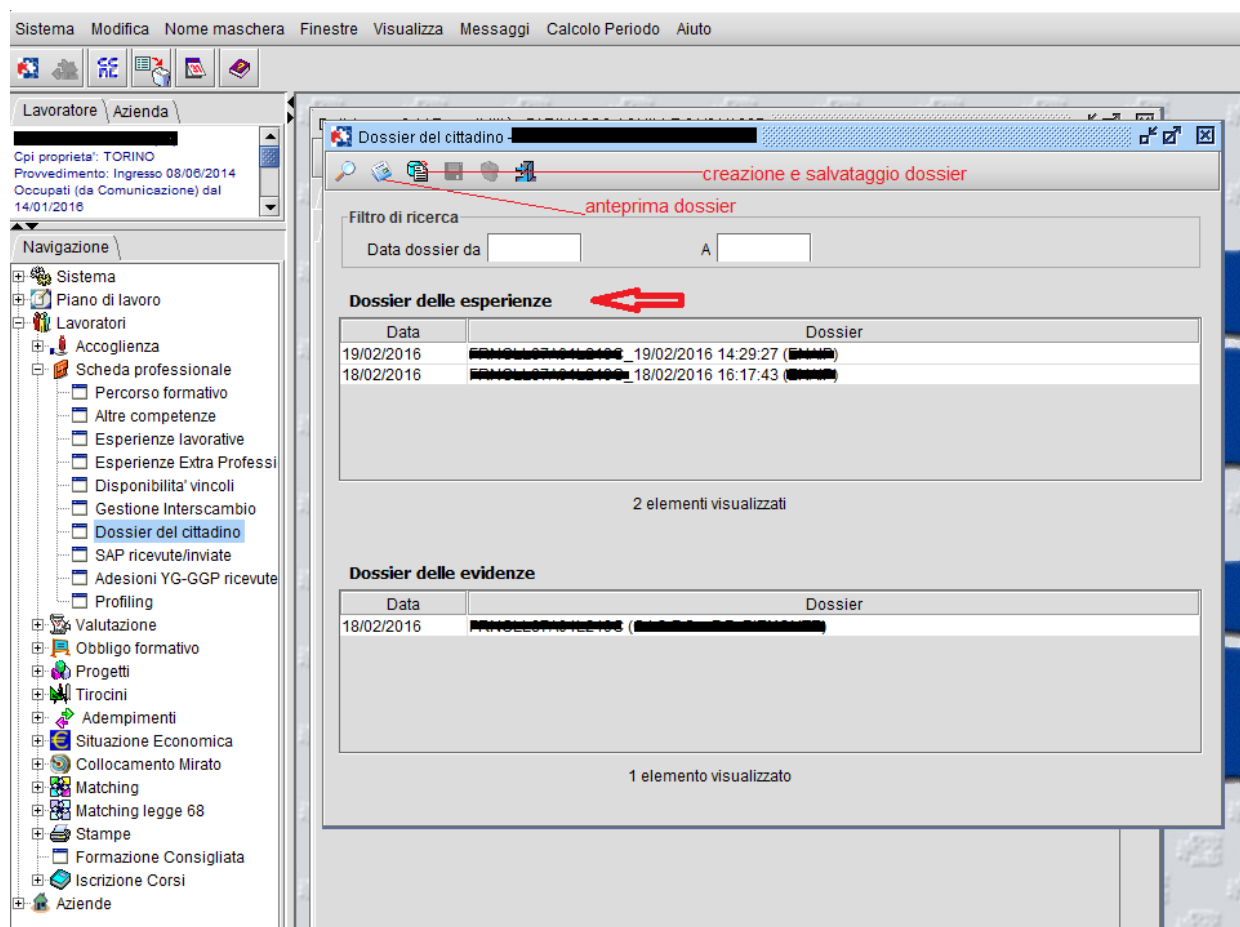 Sistema Modifica Nome maschera Finestre Visualizza Messaggi Calcolo Periodo Aiuto
Lavoratore Azienda
Cpi proprieta': TORINO
Provvedimento: Ingresso 08/06/2014
Occupati (da Comunicazione) dal
14/01/2016
Navigazione
Sistema
Piano di lavoro
Lavoratori
Accoglienza
Scheda professionale
Percorso formativo
Altre competenze
Esperienze lavorative
Esperienze Extra Professi
Disponibilita' vincoli
Gestione Interscambio
Dossier del cittadino
SAP ricevute/inviate
Adesioni YG-GGP ricevute
Profiling
Valutazione
Obbligo formativo
Progetti
Tirocini
Adempimenti
Situazione Economica
Collocamento Mirato
Matching
Matching legge 68
Stampe
Formazione Consigliata
Iscrizione Corsi
Aziende
Dossier del cittadino -
creazione e salvataggio dossier
anteprima dossier
Filtro di ricerca
Data dossier da A
Dossier delle esperienze
Data Dossier
19/02/2016 _19/02/2016 14:29:27 ( )
18/02/2016 _18/02/2016 16:17:43 ( )
2 elementi visualizzati
Dossier delle evidenze
Data Dossier
18/02/2016 ( )
1 elemento visualizzato